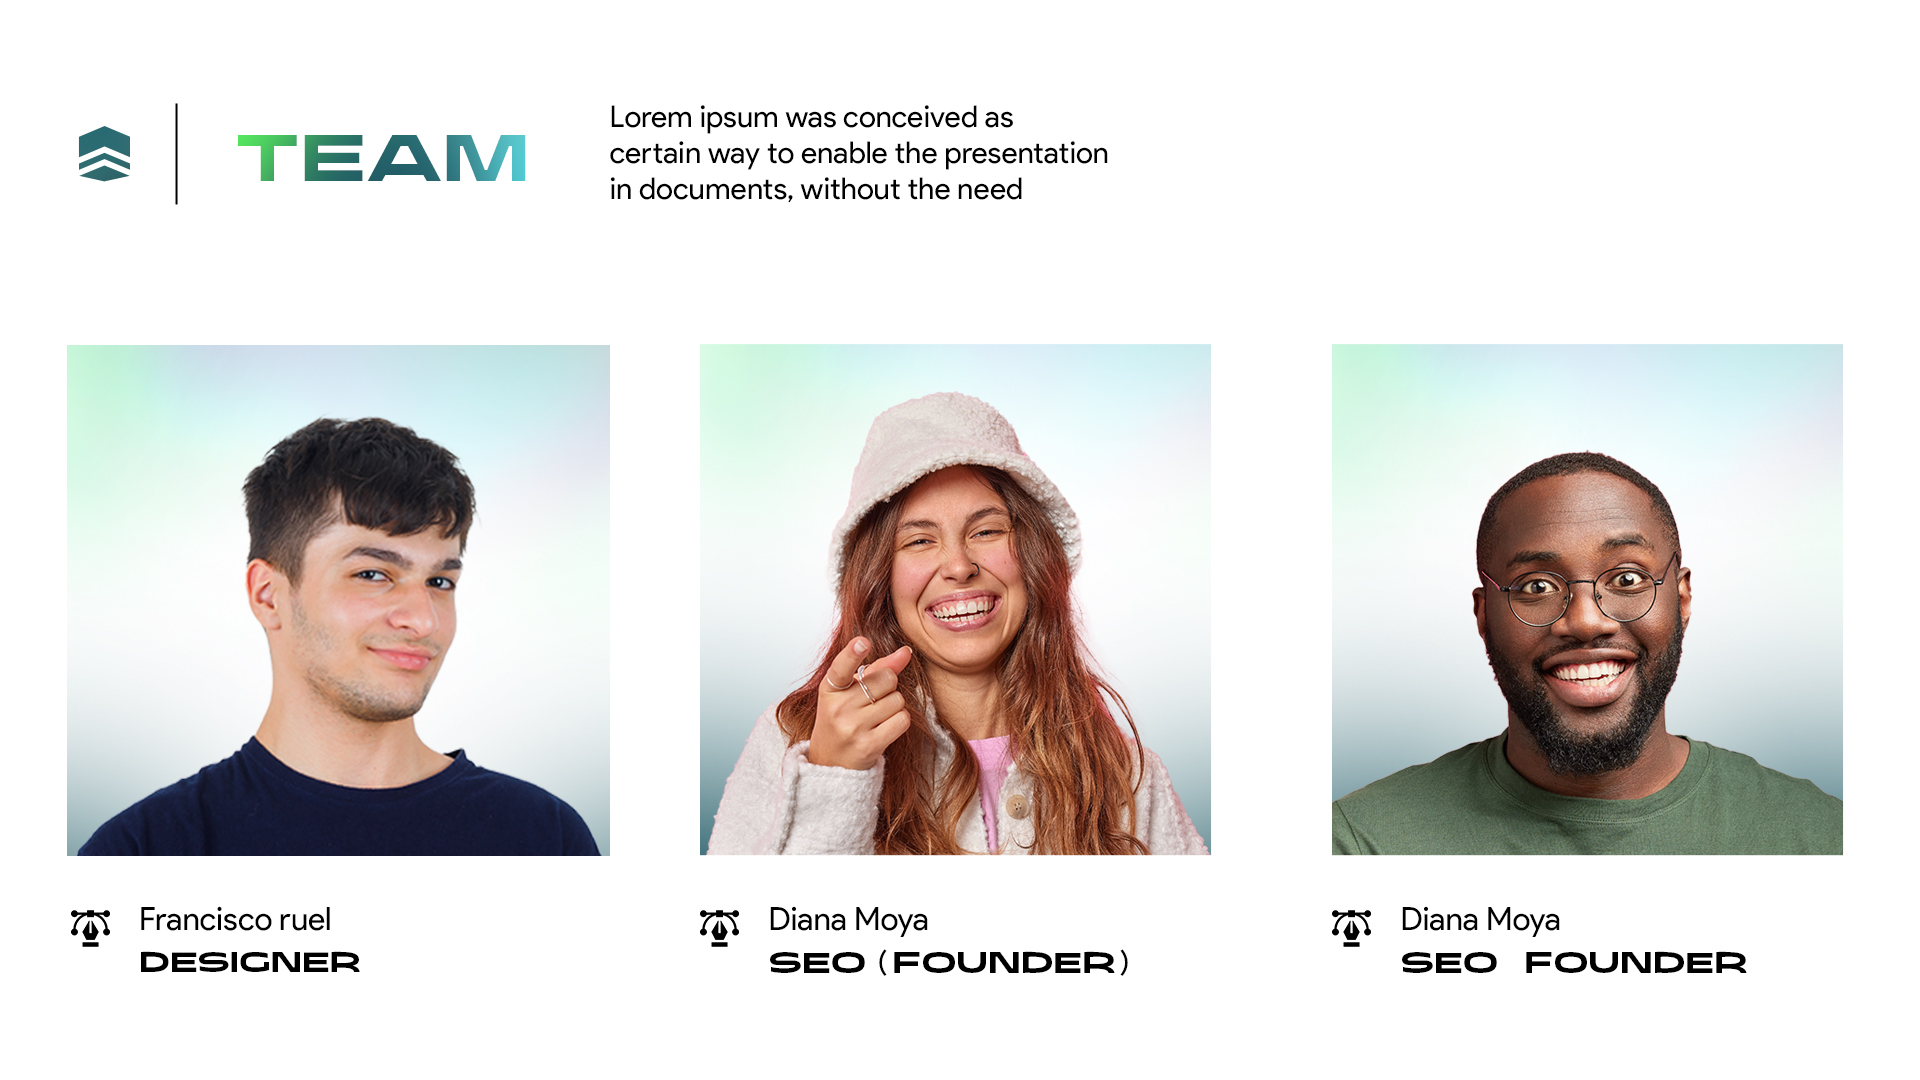 TEAM
Lorem ipsum was conceived as
certain way to enable the presentation
in documents, without the need
Francisco ruel
DESIGNER
Diana Moya
SEO (FOUNDER)
Diana Moya
SEO FOUNDER